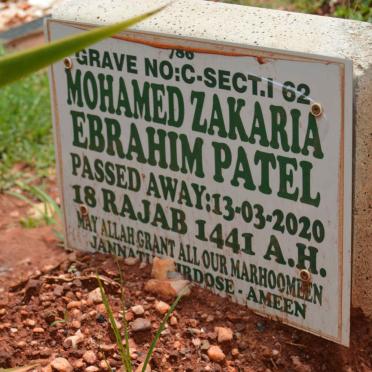 786
GRAVE NO:C-SECT.I 62
MOHAMED ZAKARIA
EBRAHIM PATEL
PASSED AWAY:13-03-2020
18 RAJAB 1441 A.H.
MAY ALLAH GRANT ALL OUR MARHOOMEEN
JANNATUL FIRDOSE - AMEEN